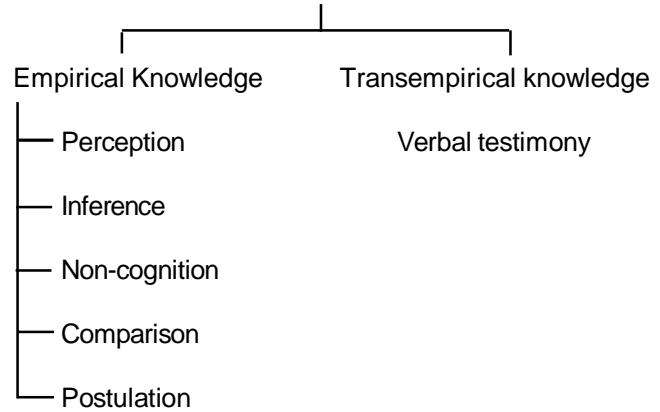 Empirical Knowledge
Transempirical knowledge
Perception
Verbal testimony
Inference
Non-cognition
Comparison
Postulation